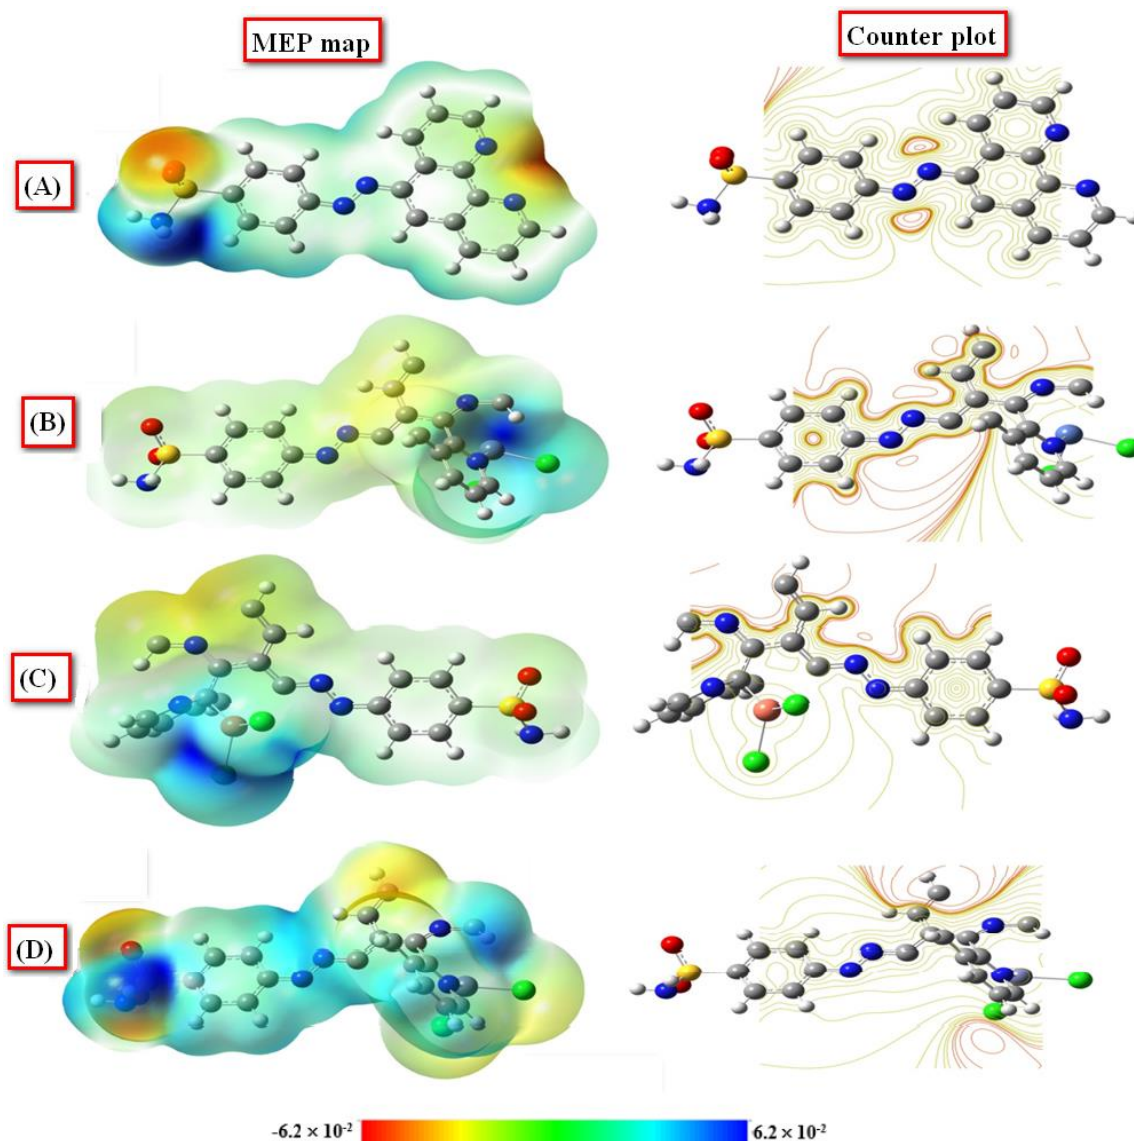 MEP map
Counter plot
(A)
(B)
(C)
(D)
-6.2 × 10⁻²
6.2 × 10⁻²